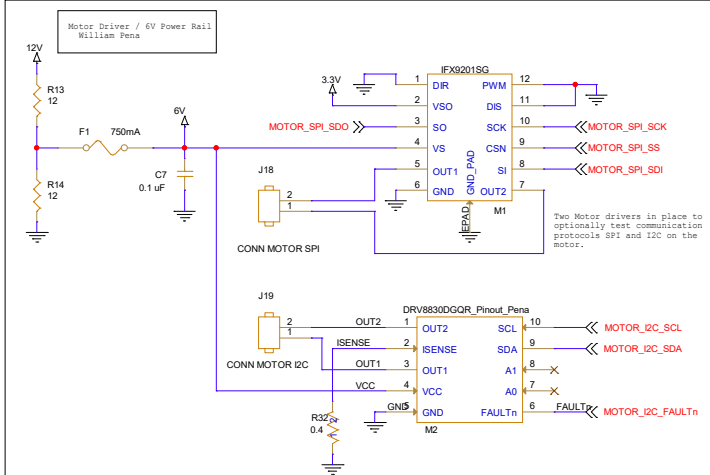 Motor Driver / 6V Power Rail
William Pena
12V
R13
12
F1
750mA
6V
C7
0.1 uF
R14
12
IFX9201SG
3.3V
1
DIR
PWM
12
2
VSO
DIS
11
MOTOR_SPI_SDO
3
SO
SCK
10
MOTOR_SPI_SCK
4
VS
CSN
9
MOTOR_SPI_SS
5
OUT1
SI
8
MOTOR_SPI_SDI
6
GND
OUT2
7
GND_PAD
EPAD
M1
J18
2
1
CONN MOTOR SPI
Two Motor drivers in place to
optionally test communication
protocols SPI and I2C on the
motor.
J19
2
1
CONN MOTOR I2C
DRV8830DGQR_Pinout_Pena
OUT2
1
OUT2
SCL
10
MOTOR_I2C_SCL
ISENSE
2
ISENSE
SDA
9
MOTOR_I2C_SDA
OUT1
3
OUT1
A1
8
VCC
4
VCC
A0
7
GND
5
GND
FAULTn
6
FAULTn
MOTOR_I2C_FAULTn
M2
R32
0.4
1
2